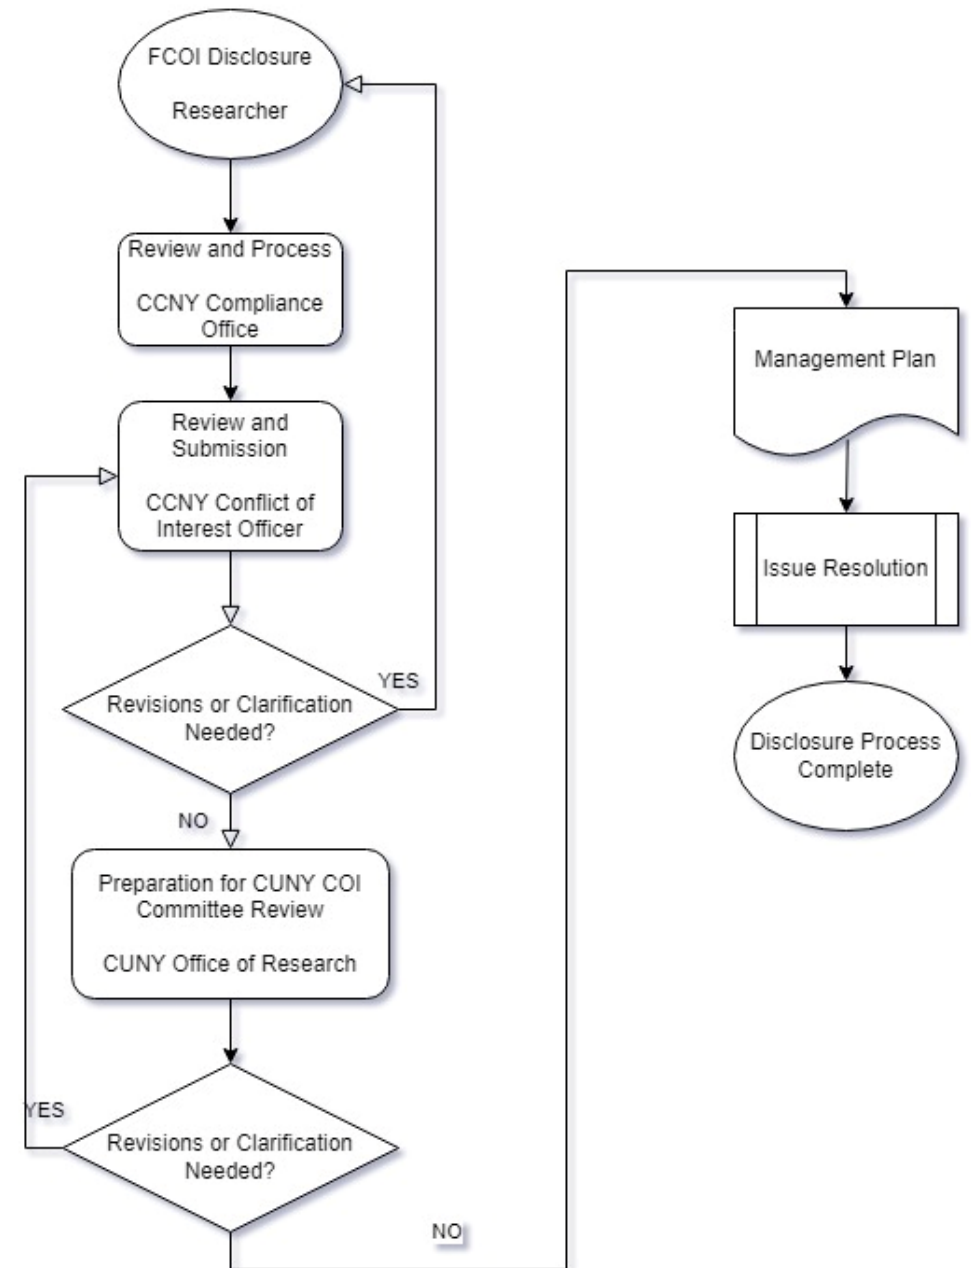 FCOI Disclosure
Researcher
Review and Process
CCNY Compliance
Office
Review and
Submission
CCNY Conflict of
Interest Officer
Revisions or Clarification
Needed?
YES
NO
Preparation for CUNY COI
Committee Review
CUNY Office of Research
Revisions or Clarification
Needed?
YES
NO
Management Plan
Issue Resolution
Disclosure Process
Complete